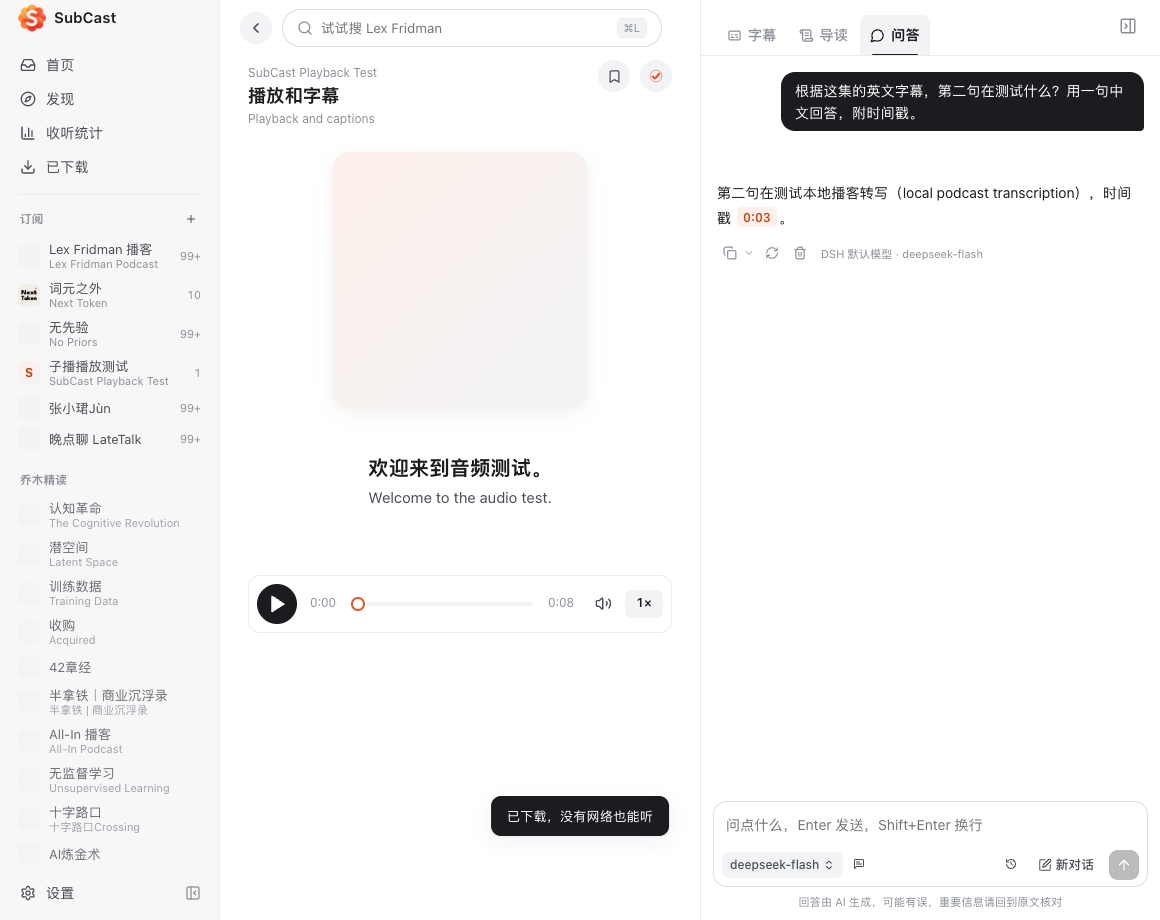 SubCast
首页
发现
收听统计
已下载
订阅
Lex Fridman 播客
Lex Fridman Podcast
99+
词元之外
Next Token
10
无先验
No Priors
99+
S
子播播放测试
SubCast Playback Test
1
张小珺Jùn
99+
晚点聊 LateTalk
99+
乔木精读
认知革命
The Cognitive Revolution
潜空间
Latent Space
训练数据
Training Data
收购
Acquired
42章经
半拿铁｜商业沉浮录
半拿铁 | 商业沉浮录
All-In 播客
All-In Podcast
无监督学习
Unsupervised Learning
十字路口
十字路口Crossing
AI炼金术
设置
试试搜 Lex Fridman
⌘L
SubCast Playback Test
播放和字幕
Playback and captions
欢迎来到音频测试。
Welcome to the audio test.
0:00
0:08
1×
已下载，没有网络也能听
字幕
导读
问答
根据这集的英文字幕，第二句在测试什么？用一句中
文回答，附时间戳。
第二句在测试本地播客转写（local podcast transcription），时间
戳 0:03 。
DSH 默认模型 · deepseek-flash
问点什么，Enter 发送，Shift+Enter 换行
deepseek-flash
新对话
回答由 AI 生成，可能有误，重要信息请回到原文核对